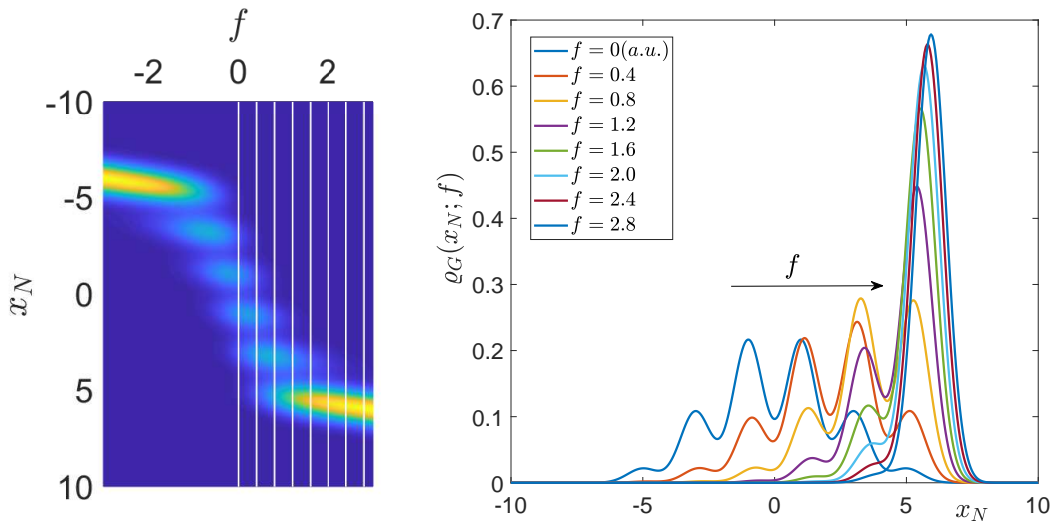 f
-2 0 2
-10
-5
0
5
10
x_N
0.7
0.6
0.5
0.4
0.3
0.2
0.1
0
ϱ_G(x_N; f)
f = 0(a.u.)
f = 0.4
f = 0.8
f = 1.2
f = 1.6
f = 2.0
f = 2.4
f = 2.8
f
-10 -5 0 5 10
x_N